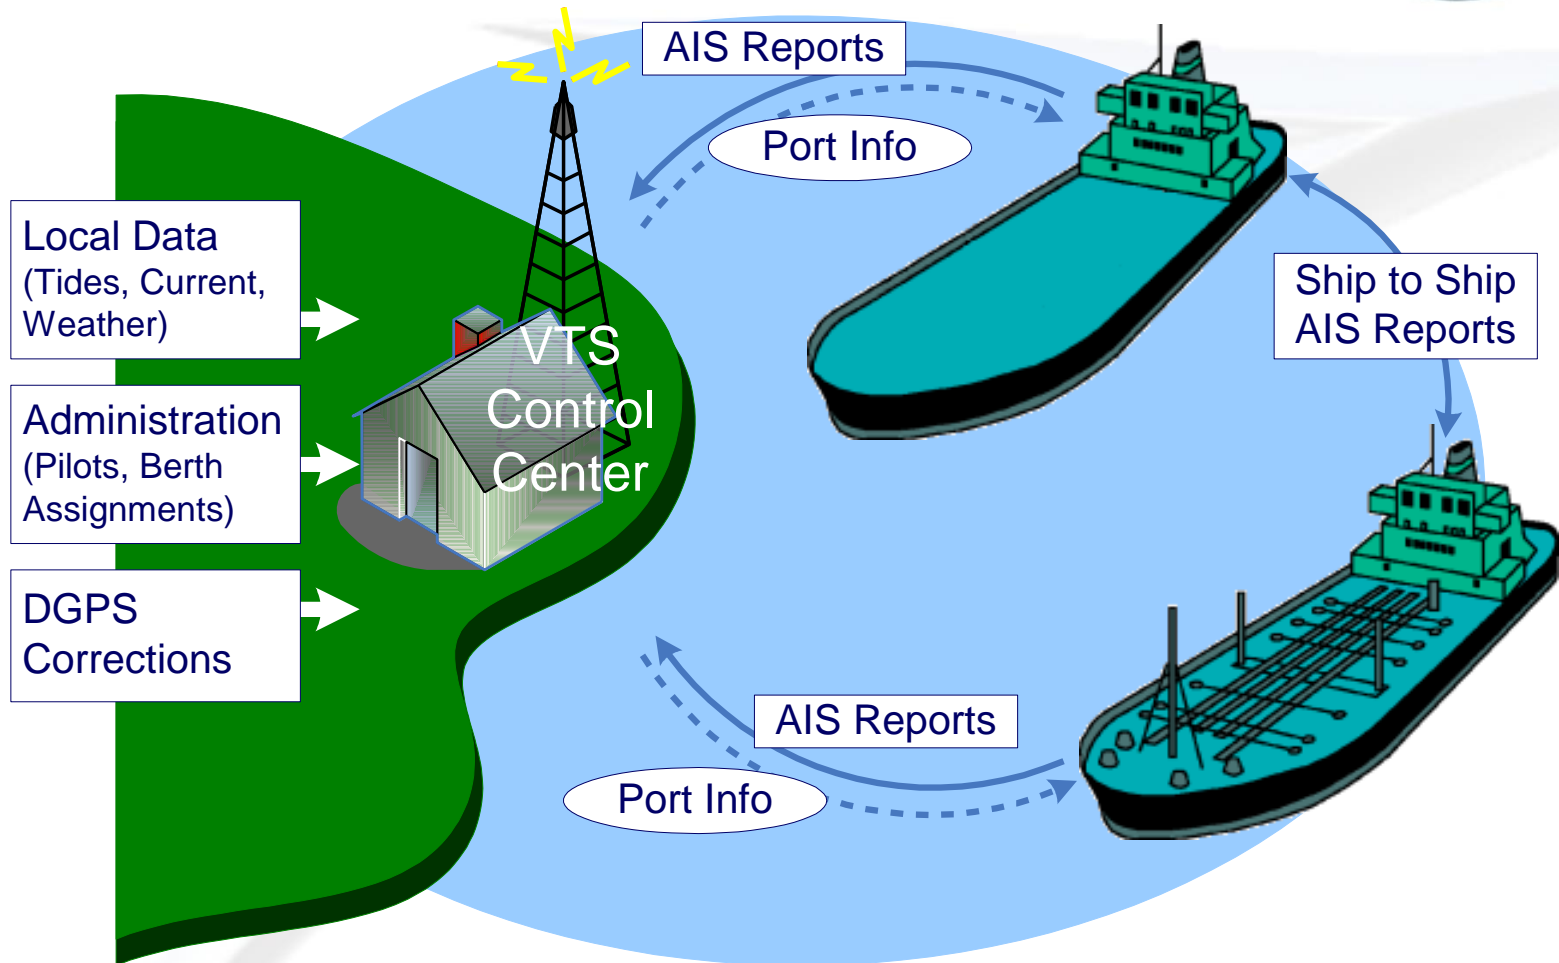 AIS Reports
Port Info
Local Data
(Tides, Current,
Weather)
Ship to Ship
AIS Reports
VTS
Control
Center
Administration
(Pilots, Berth
Assignments)
DGPS
Corrections
AIS Reports
Port Info